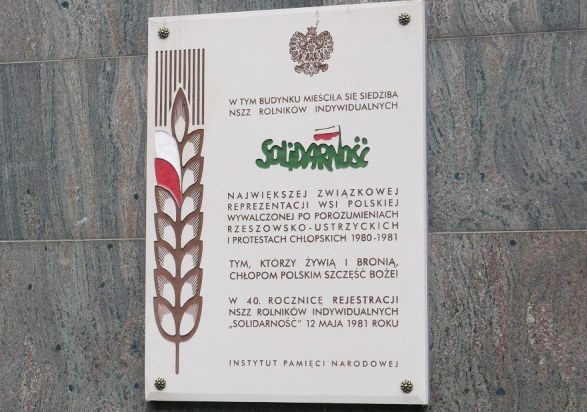 W TYM BUDYNKU MIEŚCIŁA SIĘ SIEDZIBA
NSZZ ROLNIKÓW INDYWIDUALNYCH
SOLIDARNOŚĆ
NAJWIĘKSZEJ ZWIĄZKOWEJ
REPREZENTACJI WSI POLSKIEJ
WYWALCZONEJ PO POROZUMIENIACH
RZESZOWSKO-USTRZYCKICH
I PROTESTACH CHŁOPSKICH 1980-1981
TYM, KTÓRZY ŻYWIĄ I BRONIĄ,
CHŁOPOM POLSKIM SZCZĘŚĆ BOŻE!
W 40. ROCZNICĘ REJESTRACJI
NSZZ ROLNIKÓW INDYWIDUALNYCH
„SOLIDARNOŚĆ" 12 MAJA 1981 ROKU
INSTYTUT PAMIĘCI NARODOWEJ